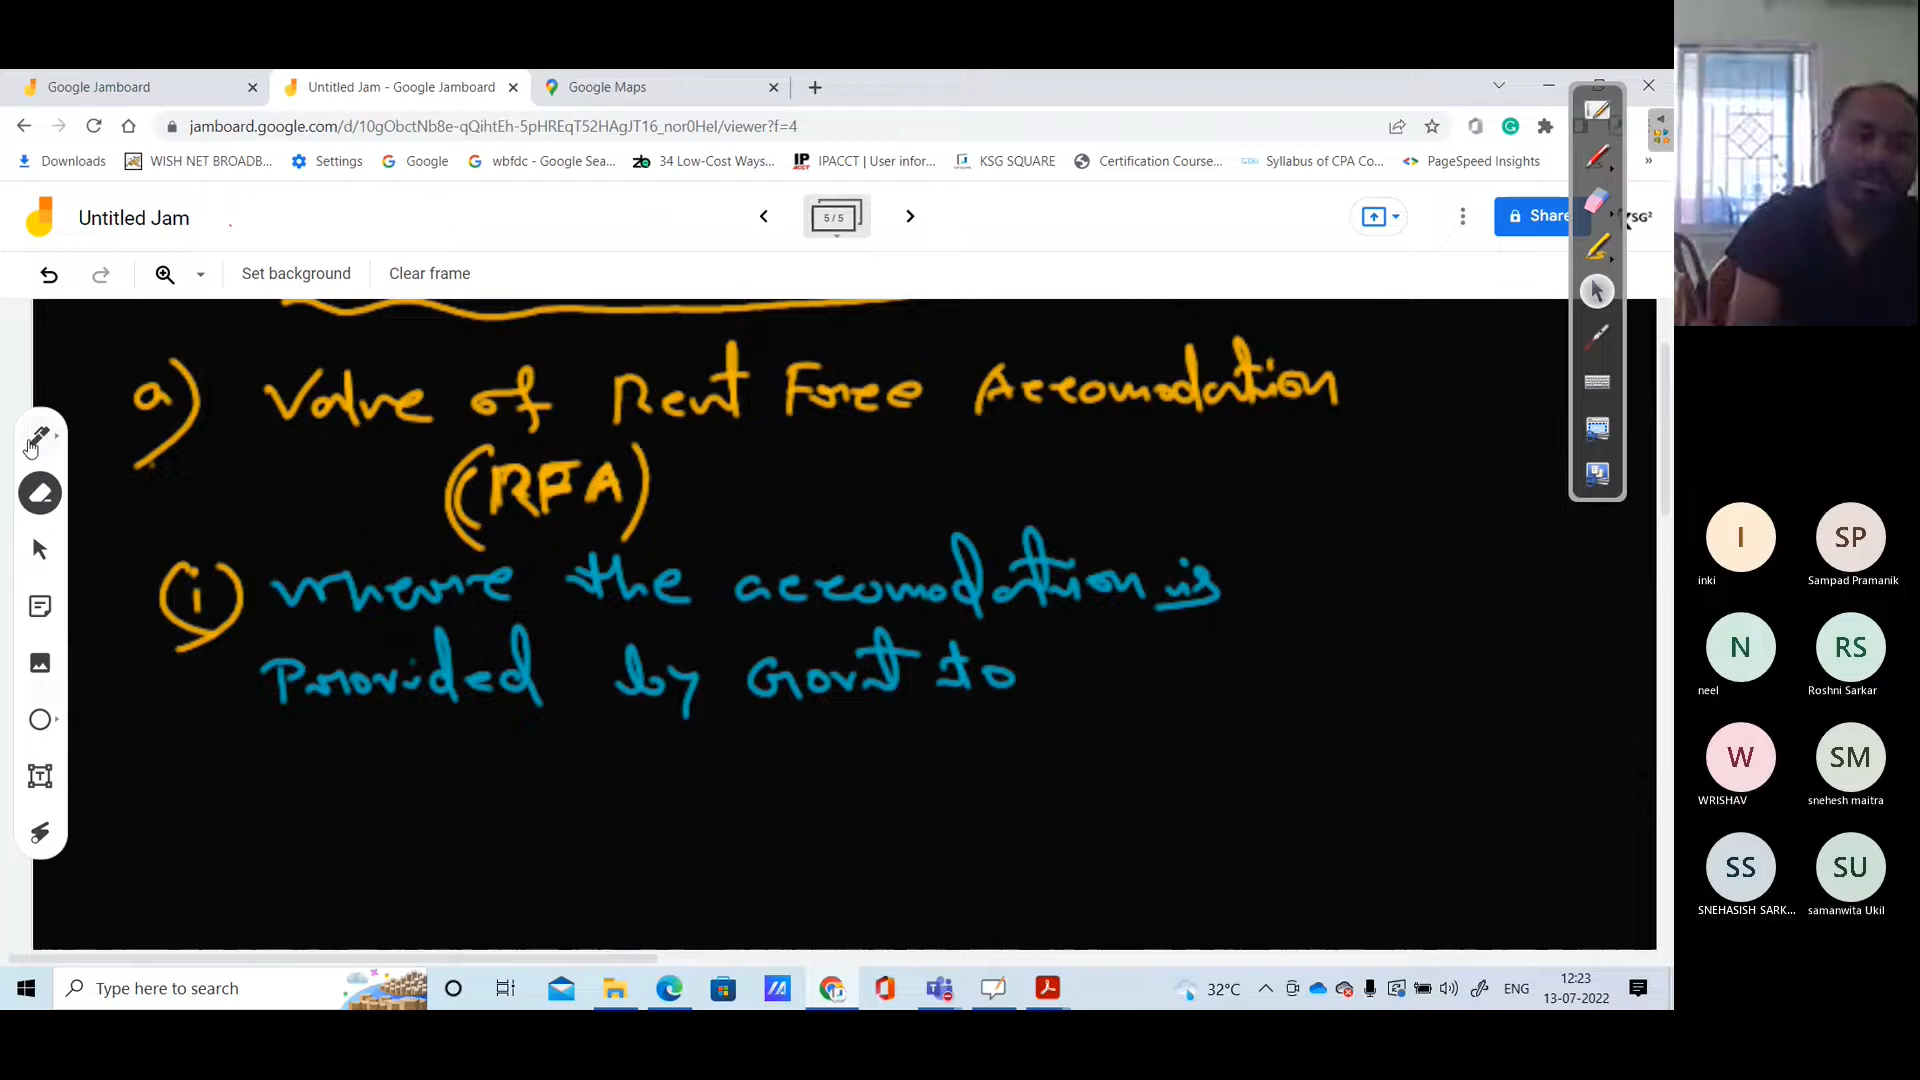 Google Jamboard
Untitled Jam - Google Jamboard
Google Maps
jamboard.google.com/d/10gObctNb8e-qQihtEh-5pHREqT52HAgJT16_nor0HeI/viewer?f=4
Downloads
WISH NET BROADB...
Settings
Google
wbfdc - Google Sea...
34 Low-Cost Ways...
IPACCT | User infor...
KSG SQUARE
Certification Course...
Syllabus of CPA Co...
PageSpeed Insights
»
Untitled Jam
5 / 5
Share
Set background
Clear frame
a) Value of Rent Free Accomodation
(RFA)
(i) where the accomodation is
Provided by Govt to
I
inki
SP
Sampad Pramanik
N
neel
RS
Roshni Sarkar
W
WRISHAV
SM
snehesh maitra
SS
SNEHASISH SARK...
SU
samanwita Ukil
Type here to search
32°C
ENG
12:23
13-07-2022